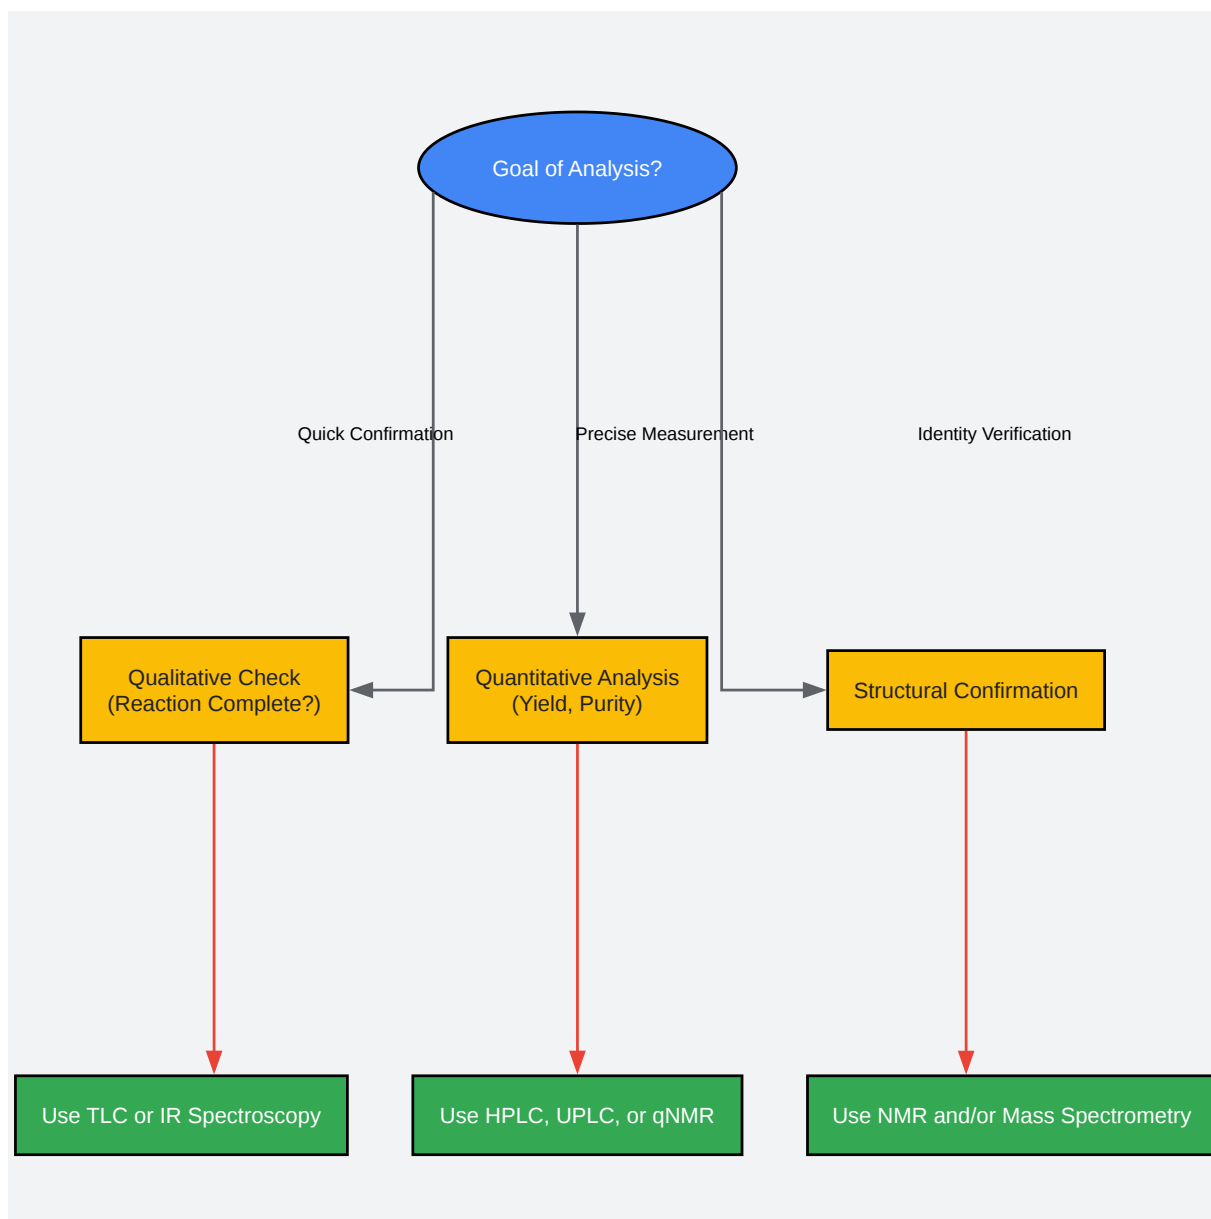 Goal of Analysis?
Quick Confirmation
Precise Measurement
Identity Verification
Qualitative Check
(Reaction Complete?)
Quantitative Analysis
(Yield, Purity)
Structural Confirmation
Use TLC or IR Spectroscopy
Use HPLC, UPLC, or qNMR
Use NMR and/or Mass Spectrometry